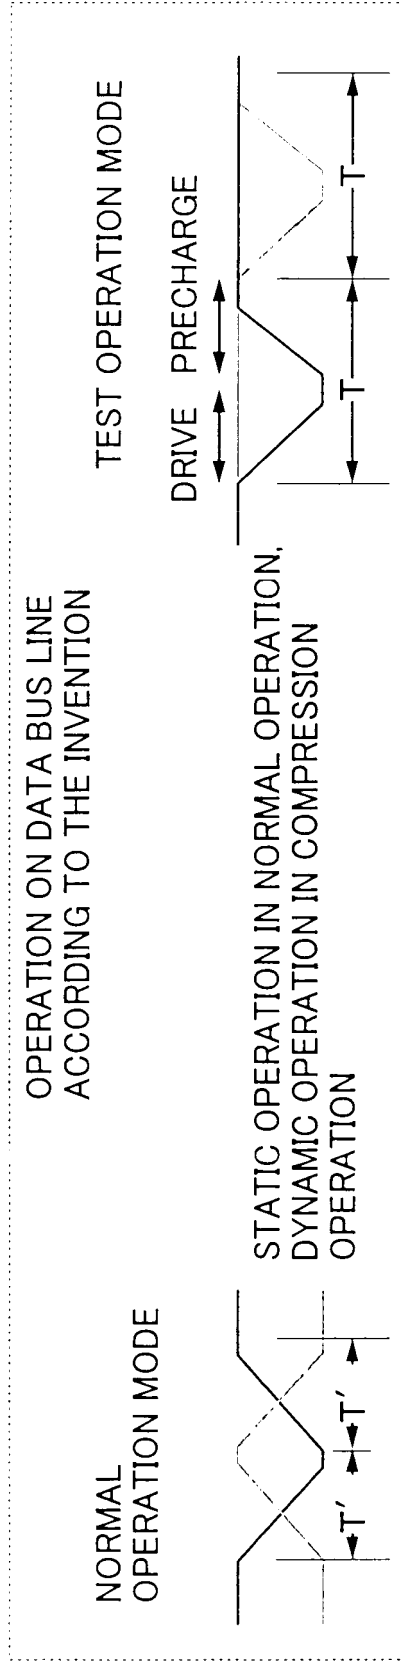 OPERATION ON DATA BUS LINE
ACCORDING TO THE INVENTION
NORMAL
OPERATION MODE
T′
T′
STATIC OPERATION IN NORMAL OPERATION,
DYNAMIC OPERATION IN COMPRESSION
OPERATION
TEST OPERATION MODE
DRIVE PRECHARGE
T
T